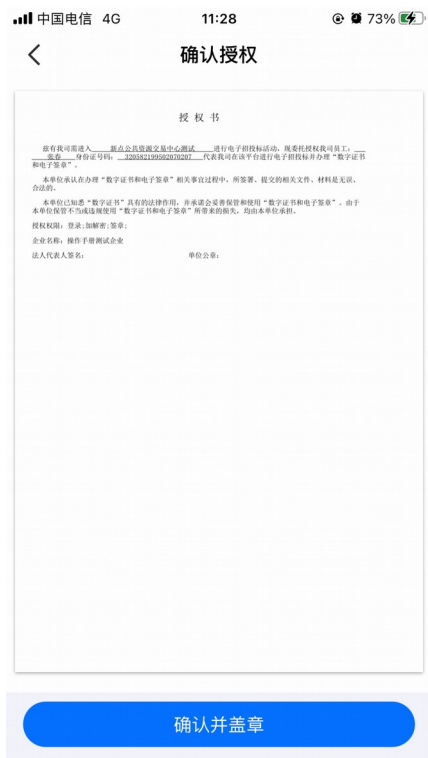 中国电信 4G 11:28 73%
确认授权
授 权 书
兹有我司需进入 新点公共资源交易中心测试 进行电子招投标活动，现委托授权我司员工：
张春 身份证号码： 320582199502070207 代表我司在该平台进行电子招投标并办理“数字证书
和电子签章”。
本单位承认在办理“数字证书和电子签章”相关事宜过程中，所签署、提交的相关文件、材料是无误、
合法的。
本单位已知悉“数字证书”具有的法律作用，并承诺会妥善保管和使用“数字证书和电子签章”。由于
本单位保管不当或违规使用“数字证书和电子签章”所带来的损失，均由本单位承担。
授权权限：登录;加解密;签章;
企业名称：操作手册测试企业
法人代表人签名： 单位公章：
确认并盖章